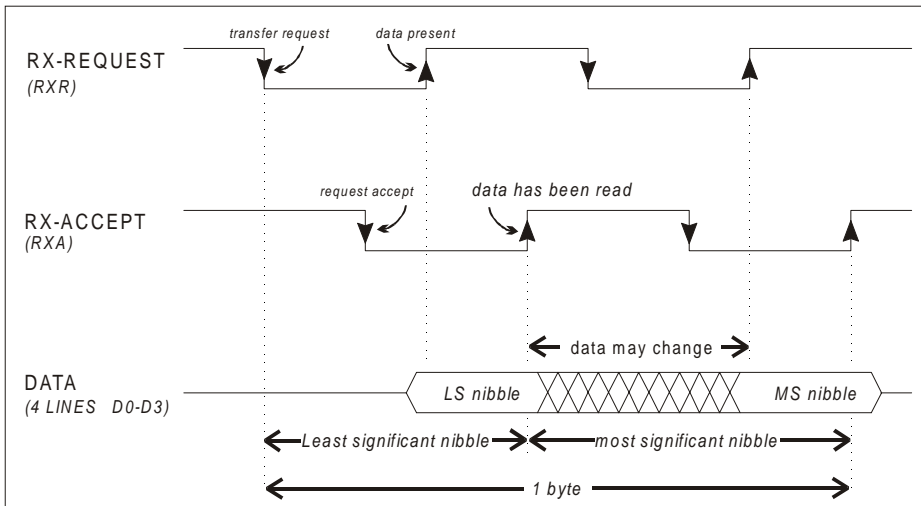 transfer request data present
RX-REQUEST
(RXR)
request accept data has been read
RX-ACCEPT
(RXA)
data may change
DATA
(4 LINES D0-D3)
LS nibble MS nibble
Least significant nibble most significant nibble
1 byte